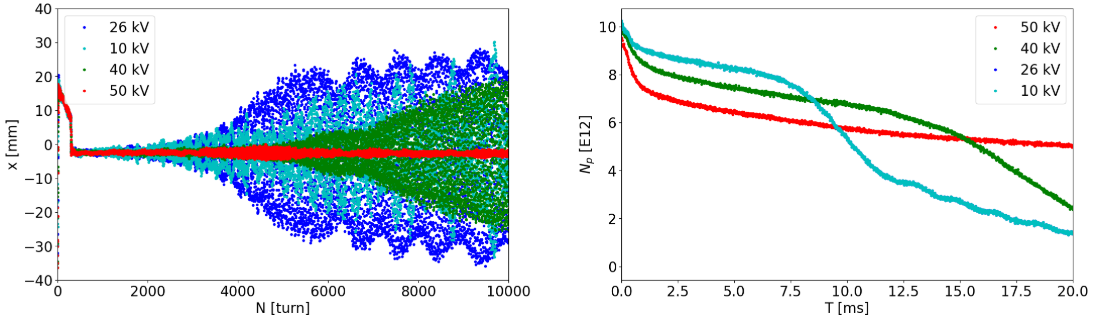 40
30
20
10
0
−10
−20
−30
−40
x [mm]
26 kV
10 kV
40 kV
50 kV
0
2000
4000
6000
8000
10000
N [turn]
10
8
6
4
2
0
Nₚ [E12]
50 kV
40 kV
26 kV
10 kV
0.0
2.5
5.0
7.5
10.0
12.5
15.0
17.5
20.0
T [ms]